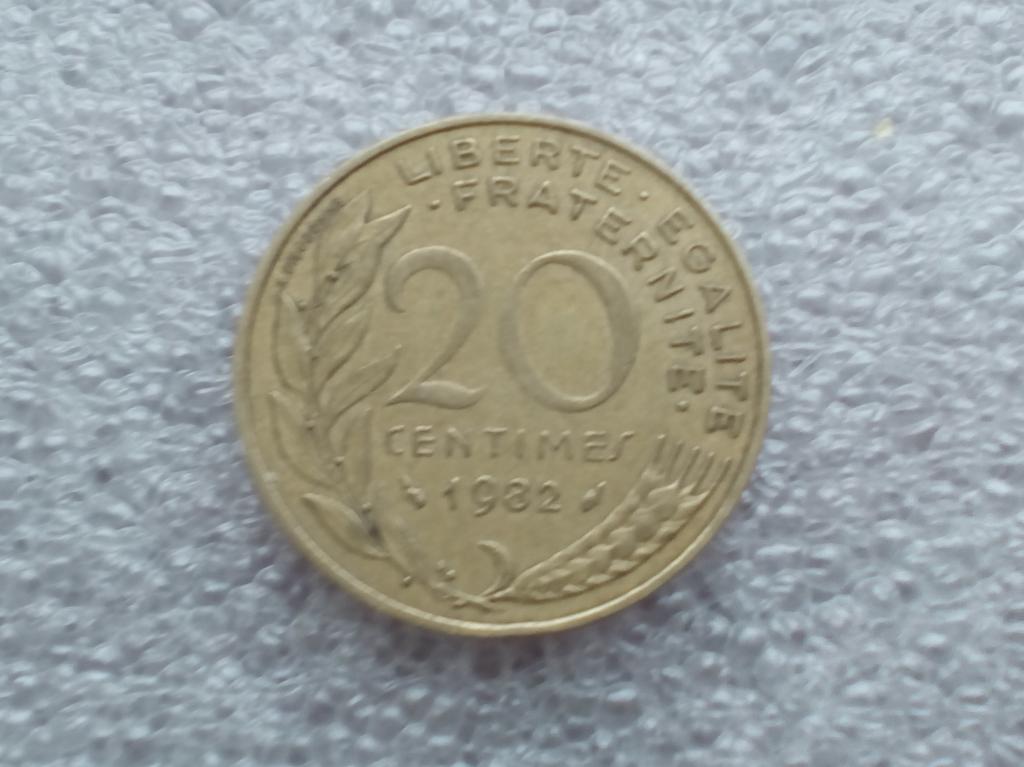 LIBERTE · EGALITE
· FRATERNITE ·
20
CENTIMES
1982